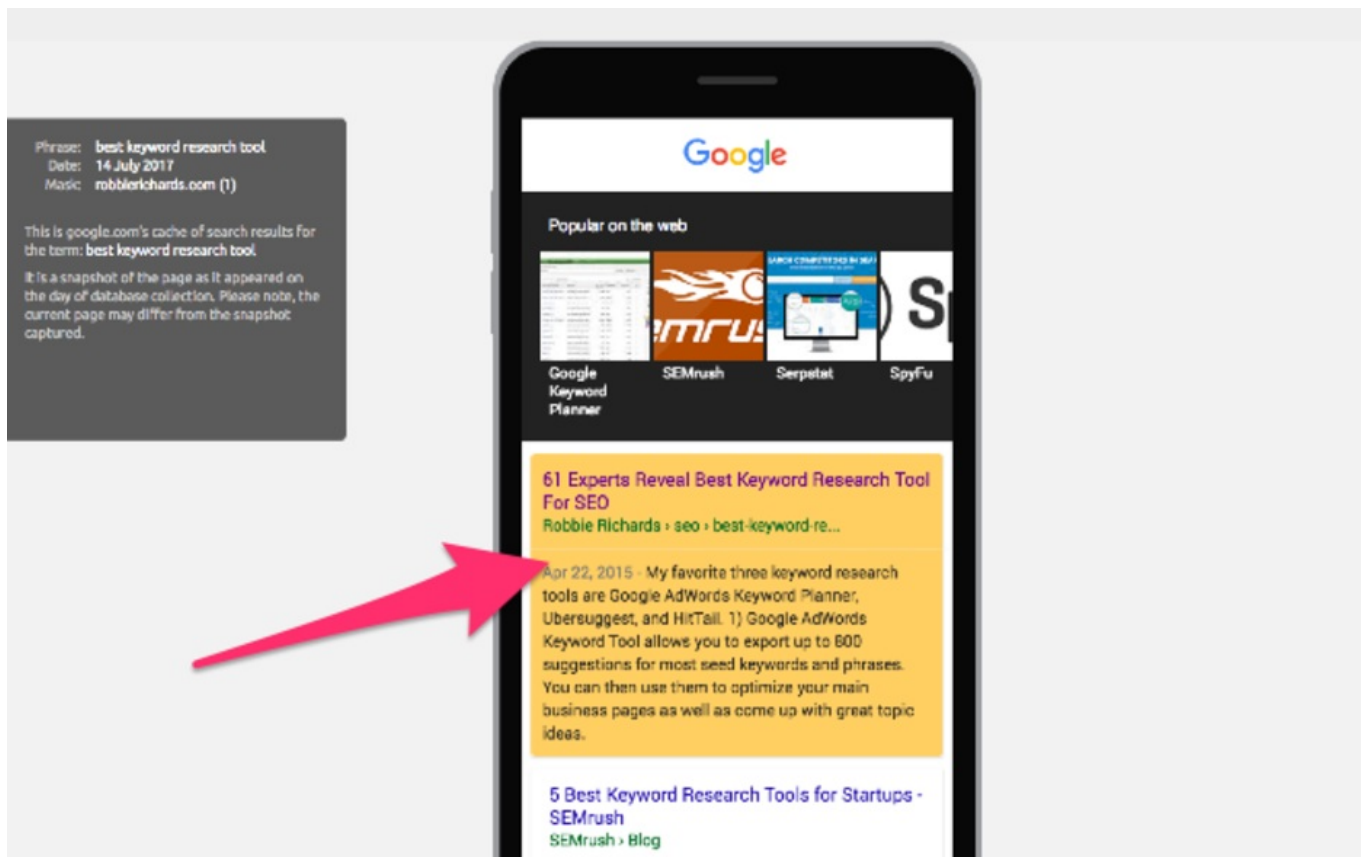 Phrase: best keyword research tool
Date: 14 July 2017
Mask: robbierichards.com (1)
This is google.com's cache of search results for
the term: best keyword research tool
It is a snapshot of the page as it appeared on
the day of database collection. Please note, the
current page may differ from the snapshot
captured.
Google
Popular on the web
SEARCH COMPETITORS IN SEA
emrus
Sp
Google
Keyword
Planner
SEMrush
Serpstat
SpyFu
61 Experts Reveal Best Keyword Research Tool
For SEO
Robbie Richards › seo › best-keyword-re...
Apr 22, 2015 - My favorite three keyword research
tools are Google AdWords Keyword Planner,
Ubersuggest, and HitTail. 1) Google AdWords
Keyword Tool allows you to export up to 800
suggestions for most seed keywords and phrases.
You can then use them to optimize your main
business pages as well as come up with great topic
ideas.
5 Best Keyword Research Tools for Startups -
SEMrush
SEMrush › Blog